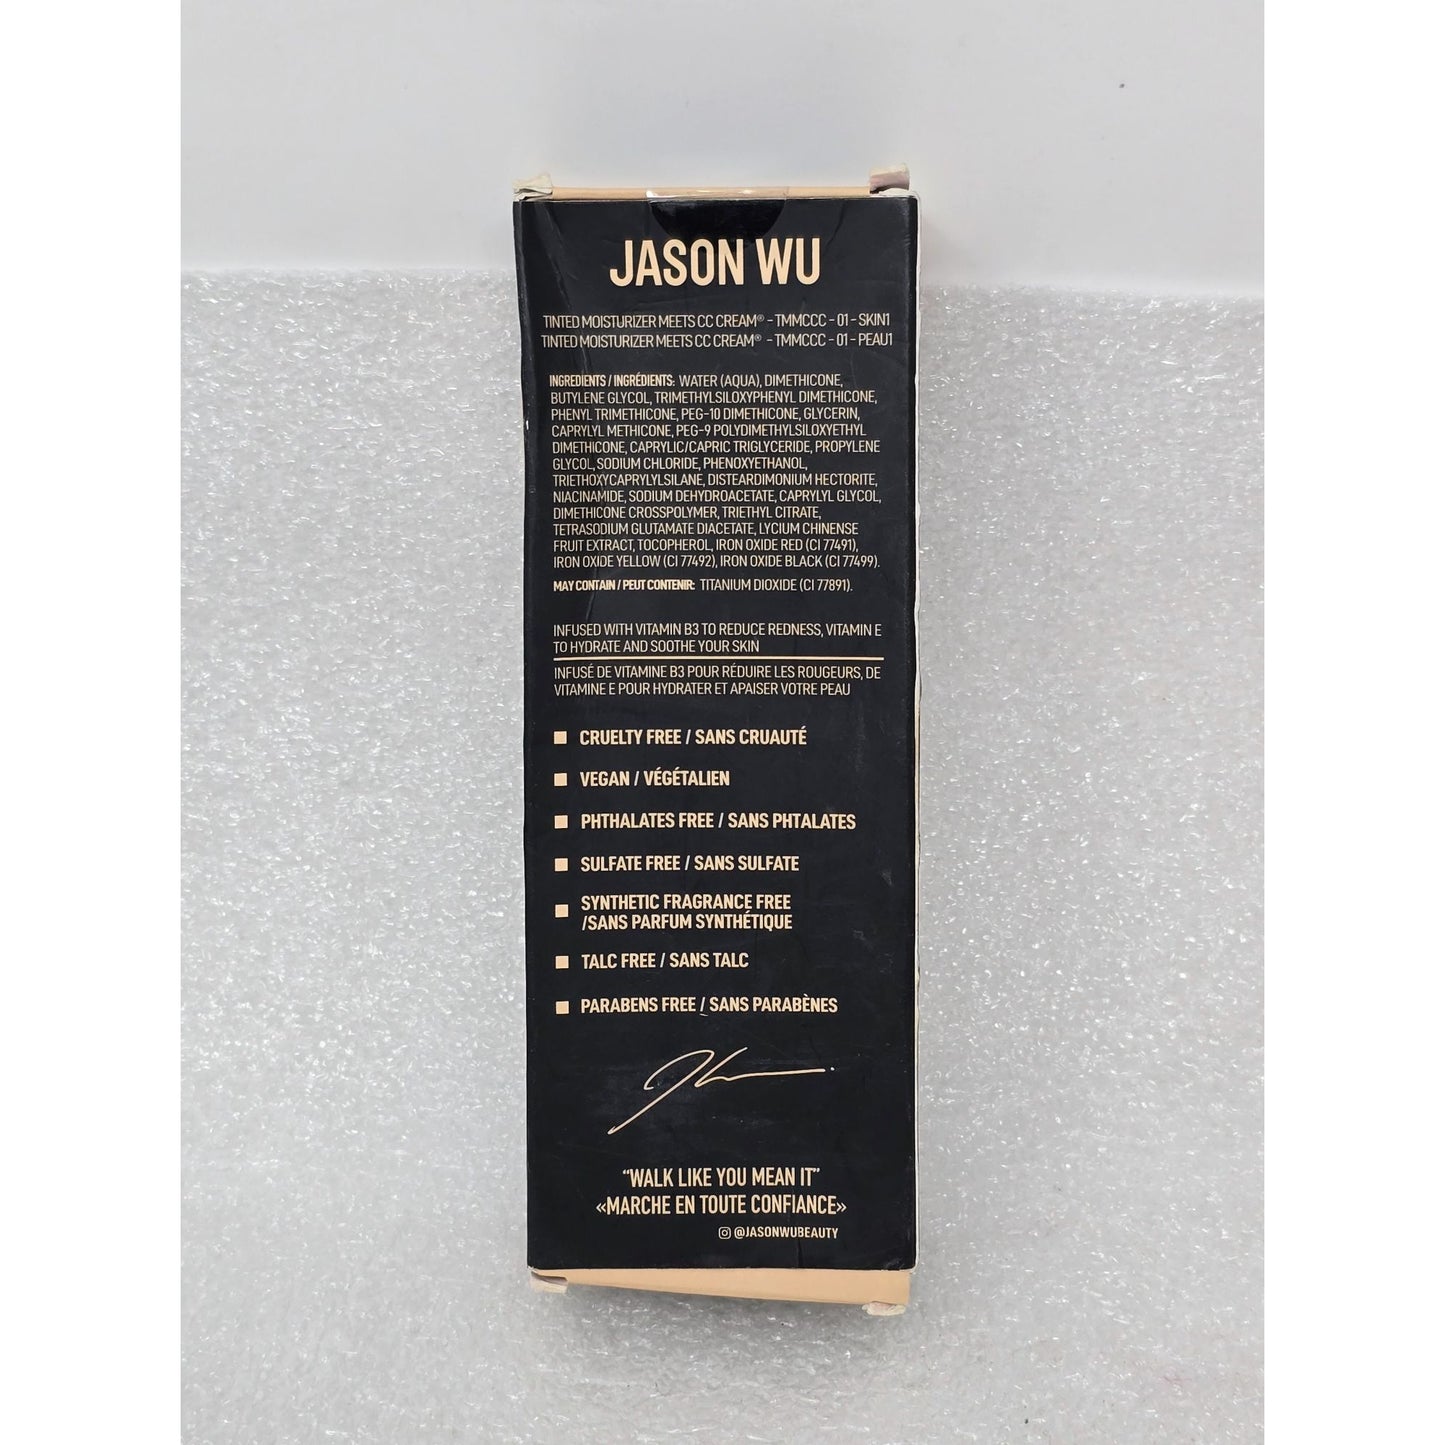 JASON WU
TINTED MOISTURIZER MEETS CC CREAM® - TMMCCC - 01 - SKIN1
TINTED MOISTURIZER MEETS CC CREAM® - TMMCCC - 01 - PEAU1
INGREDIENTS / INGRÉDIENTS: WATER (AQUA), DIMETHICONE,
BUTYLENE GLYCOL, TRIMETHYLSILOXYPHENYL DIMETHICONE,
PHENYL TRIMETHICONE, PEG-10 DIMETHICONE, GLYCERIN,
CAPRYLYL METHICONE, PEG-9 POLYDIMETHYLSILOXYETHYL
DIMETHICONE, CAPRYLIC/CAPRIC TRIGLYCERIDE, PROPYLENE
GLYCOL, SODIUM CHLORIDE, PHENOXYETHANOL,
TRIETHOXYCAPRYLYLSILANE, DISTEARDIMONIUM HECTORITE,
NIACINAMIDE, SODIUM DEHYDROACETATE, CAPRYLYL GLYCOL,
DIMETHICONE CROSSPOLYMER, TRIETHYL CITRATE,
TETRASODIUM GLUTAMATE DIACETATE, LYCIUM CHINENSE
FRUIT EXTRACT, TOCOPHEROL, IRON OXIDE RED (CI 77491),
IRON OXIDE YELLOW (CI 77492), IRON OXIDE BLACK (CI 77499).
MAY CONTAIN / PEUT CONTENIR: TITANIUM DIOXIDE (CI 77891).
INFUSED WITH VITAMIN B3 TO REDUCE REDNESS, VITAMIN E
TO HYDRATE AND SOOTHE YOUR SKIN
INFUSÉ DE VITAMINE B3 POUR RÉDUIRE LES ROUGEURS, DE
VITAMINE E POUR HYDRATER ET APAISER VOTRE PEAU
CRUELTY FREE / SANS CRUAUTÉ
VEGAN / VÉGÉTALIEN
PHTHALATES FREE / SANS PHTALATES
SULFATE FREE / SANS SULFATE
SYNTHETIC FRAGRANCE FREE
/SANS PARFUM SYNTHÉTIQUE
TALC FREE / SANS TALC
PARABENS FREE / SANS PARABÈNES
"WALK LIKE YOU MEAN IT"
«MARCHE EN TOUTE CONFIANCE»
@JASONWUBEAUTY